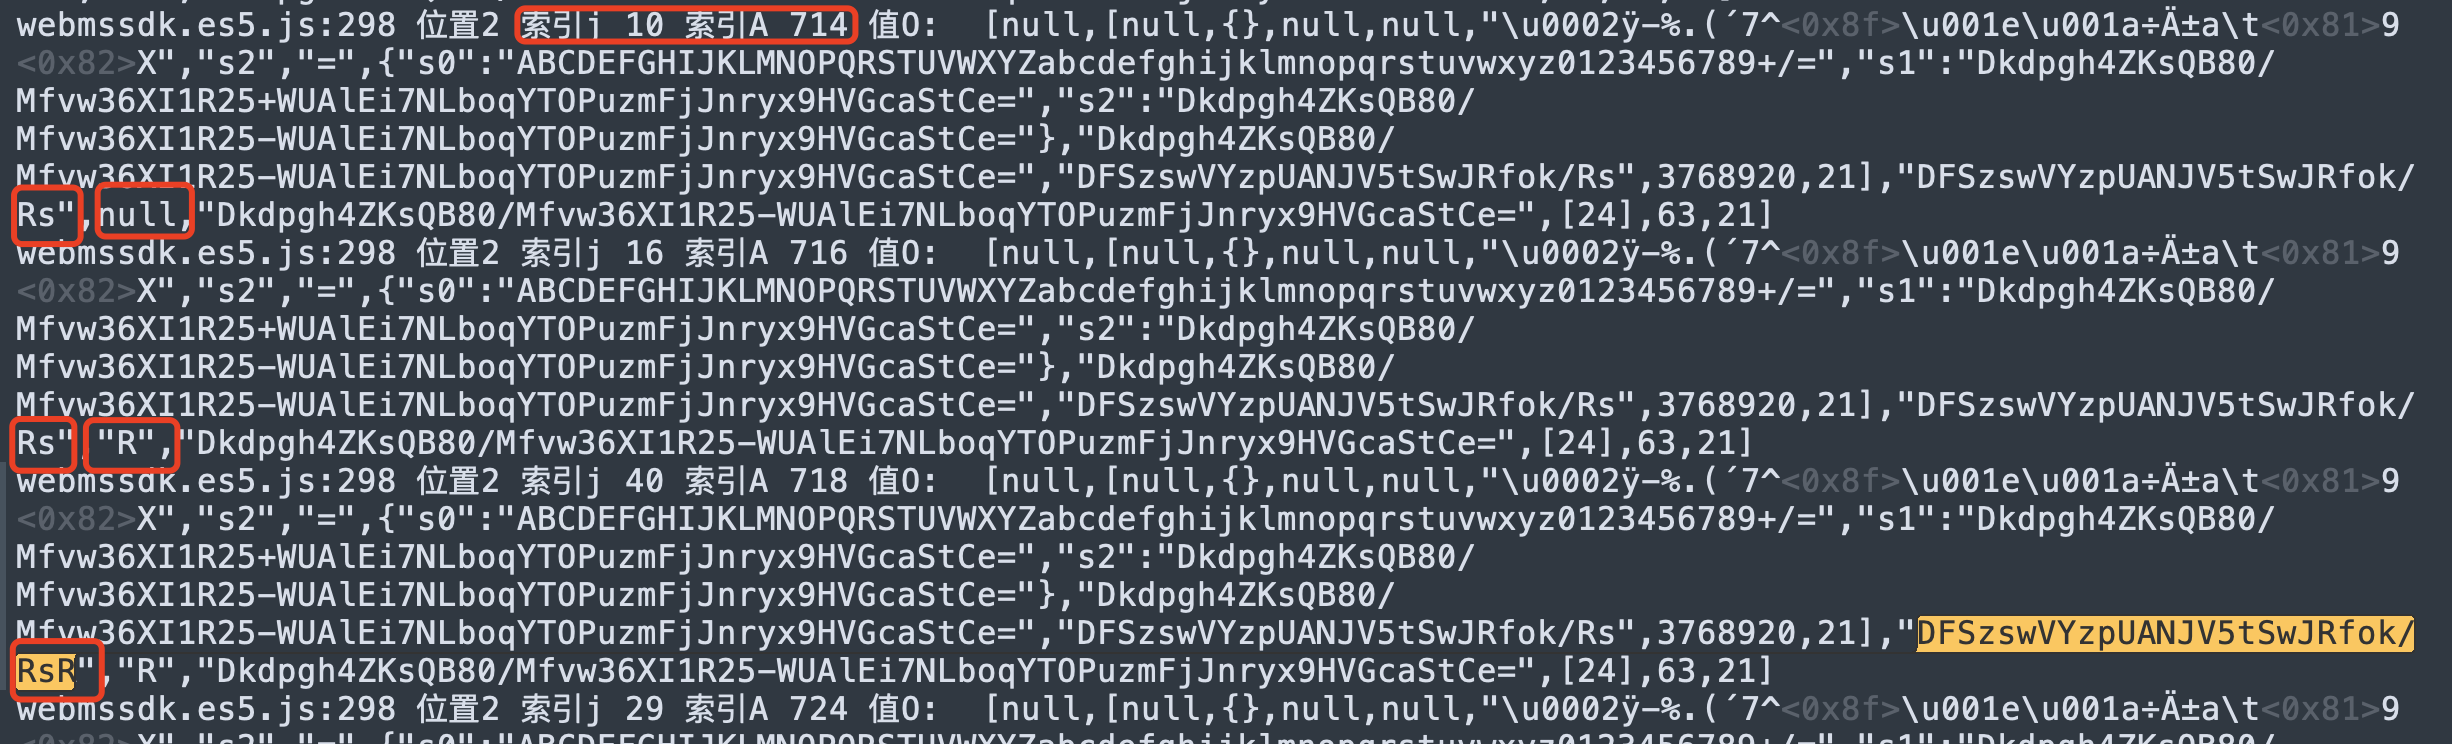 webmssdk.es5.js:298 位置2 索引j 10 索引A 714 值O:  [null,[null,{},null,null,"\u0002ÿ-%.(´7^<0x8f>\u001e\u001a÷Ä±a\t<0x81>9
<0x82>X","s2","=",{"s0":"ABCDEFGHIJKLMNOPQRSTUVWXYZabcdefghijklmnopqrstuvwxyz0123456789+/=","s1":"Dkdpgh4ZKsQB80/
Mfvw36XI1R25+WUAlEi7NLboqYTOPuzmFjJnryx9HVGcaStCe=","s2":"Dkdpgh4ZKsQB80/
Mfvw36XI1R25-WUAlEi7NLboqYTOPuzmFjJnryx9HVGcaStCe="},"Dkdpgh4ZKsQB80/
Mfvw36XI1R25-WUAlEi7NLboqYTOPuzmFjJnryx9HVGcaStCe=","DFSzswVYzpUANJV5tSwJRfok/Rs",3768920,21],"DFSzswVYzpUANJV5tSwJRfok/
Rs",null,"Dkdpgh4ZKsQB80/Mfvw36XI1R25-WUAlEi7NLboqYTOPuzmFjJnryx9HVGcaStCe=",[24],63,21]
webmssdk.es5.js:298 位置2 索引j 16 索引A 716 值O:  [null,[null,{},null,null,"\u0002ÿ-%.(´7^<0x8f>\u001e\u001a÷Ä±a\t<0x81>9
<0x82>X","s2","=",{"s0":"ABCDEFGHIJKLMNOPQRSTUVWXYZabcdefghijklmnopqrstuvwxyz0123456789+/=","s1":"Dkdpgh4ZKsQB80/
Mfvw36XI1R25+WUAlEi7NLboqYTOPuzmFjJnryx9HVGcaStCe=","s2":"Dkdpgh4ZKsQB80/
Mfvw36XI1R25-WUAlEi7NLboqYTOPuzmFjJnryx9HVGcaStCe="},"Dkdpgh4ZKsQB80/
Mfvw36XI1R25-WUAlEi7NLboqYTOPuzmFjJnryx9HVGcaStCe=","DFSzswVYzpUANJV5tSwJRfok/Rs",3768920,21],"DFSzswVYzpUANJV5tSwJRfok/
Rs","R","Dkdpgh4ZKsQB80/Mfvw36XI1R25-WUAlEi7NLboqYTOPuzmFjJnryx9HVGcaStCe=",[24],63,21]
webmssdk.es5.js:298 位置2 索引j 40 索引A 718 值O:  [null,[null,{},null,null,"\u0002ÿ-%.(´7^<0x8f>\u001e\u001a÷Ä±a\t<0x81>9
<0x82>X","s2","=",{"s0":"ABCDEFGHIJKLMNOPQRSTUVWXYZabcdefghijklmnopqrstuvwxyz0123456789+/=","s1":"Dkdpgh4ZKsQB80/
Mfvw36XI1R25+WUAlEi7NLboqYTOPuzmFjJnryx9HVGcaStCe=","s2":"Dkdpgh4ZKsQB80/
Mfvw36XI1R25-WUAlEi7NLboqYTOPuzmFjJnryx9HVGcaStCe="},"Dkdpgh4ZKsQB80/
Mfvw36XI1R25-WUAlEi7NLboqYTOPuzmFjJnryx9HVGcaStCe=","DFSzswVYzpUANJV5tSwJRfok/Rs",3768920,21],"DFSzswVYzpUANJV5tSwJRfok/
RsR","R","Dkdpgh4ZKsQB80/Mfvw36XI1R25-WUAlEi7NLboqYTOPuzmFjJnryx9HVGcaStCe=",[24],63,21]
webmssdk.es5.js:298 位置2 索引j 29 索引A 724 值O:  [null,[null,{},null,null,"\u0002ÿ-%.(´7^<0x8f>\u001e\u001a÷Ä±a\t<0x81>9